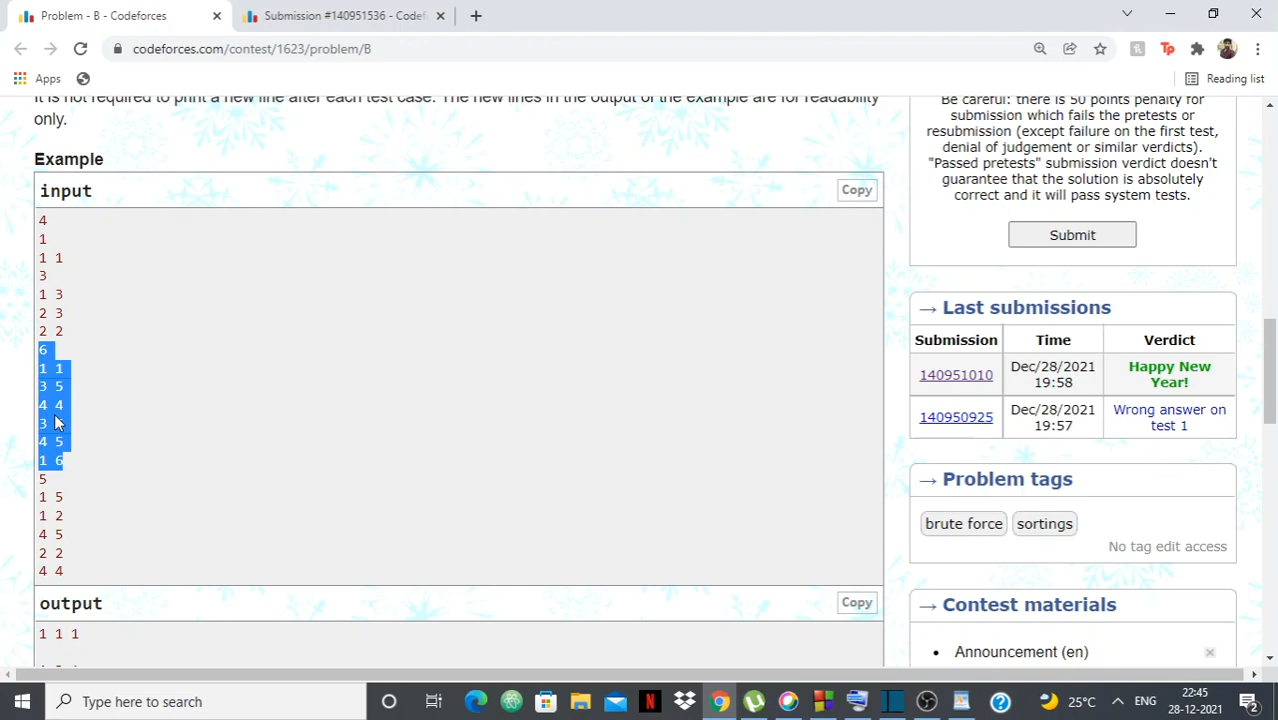 Problem - B - Codeforces
Submission #140951536 - Codef
codeforces.com/contest/1623/problem/B
Apps
Reading list
It is not required to print a new line after each test case. The new lines in the output of the example are for readability
only.
Example
input
Copy
4
1
1 1
3
1 3
2 3
2 2
6
1 1
3 5
4 4
3
4 5
1 6
5
1 5
1 2
4 5
2 2
4 4
output
Copy
1 1 1
Be careful: there is 50 points penalty for
submission which fails the pretests or
resubmission (except failure on the first test,
denial of judgement or similar verdicts).
"Passed pretests" submission verdict doesn't
guarantee that the solution is absolutely
correct and it will pass system tests.
Submit
→ Last submissions
Submission Time Verdict
140951010 Dec/28/2021 19:58 Happy New Year!
140950925 Dec/28/2021 19:57 Wrong answer on test 1
→ Problem tags
brute force sortings
No tag edit access
→ Contest materials
Announcement (en)
Type here to search
25°C
ENG
22:45
28-12-2021
2